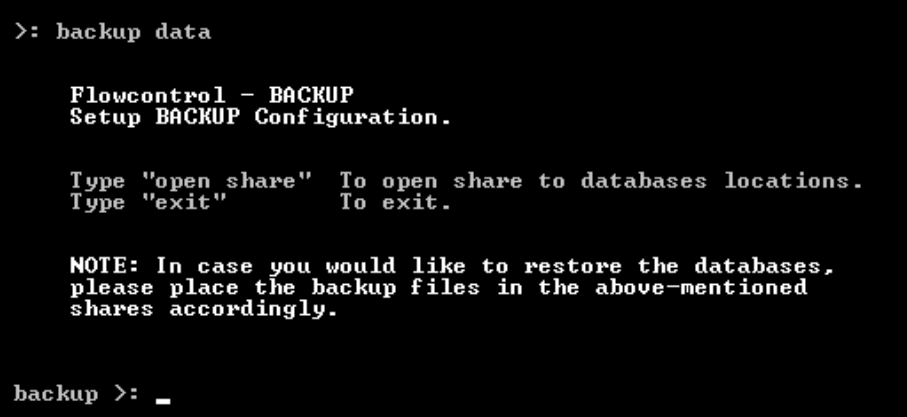 >: backup data
Flowcontrol - BACKUP
Setup BACKUP Configuration.
Type "open share" To open share to databases locations.
Type "exit" To exit.
NOTE: In case you would like to restore the databases,
please place the backup files in the above-mentioned
shares accordingly.
backup >: _